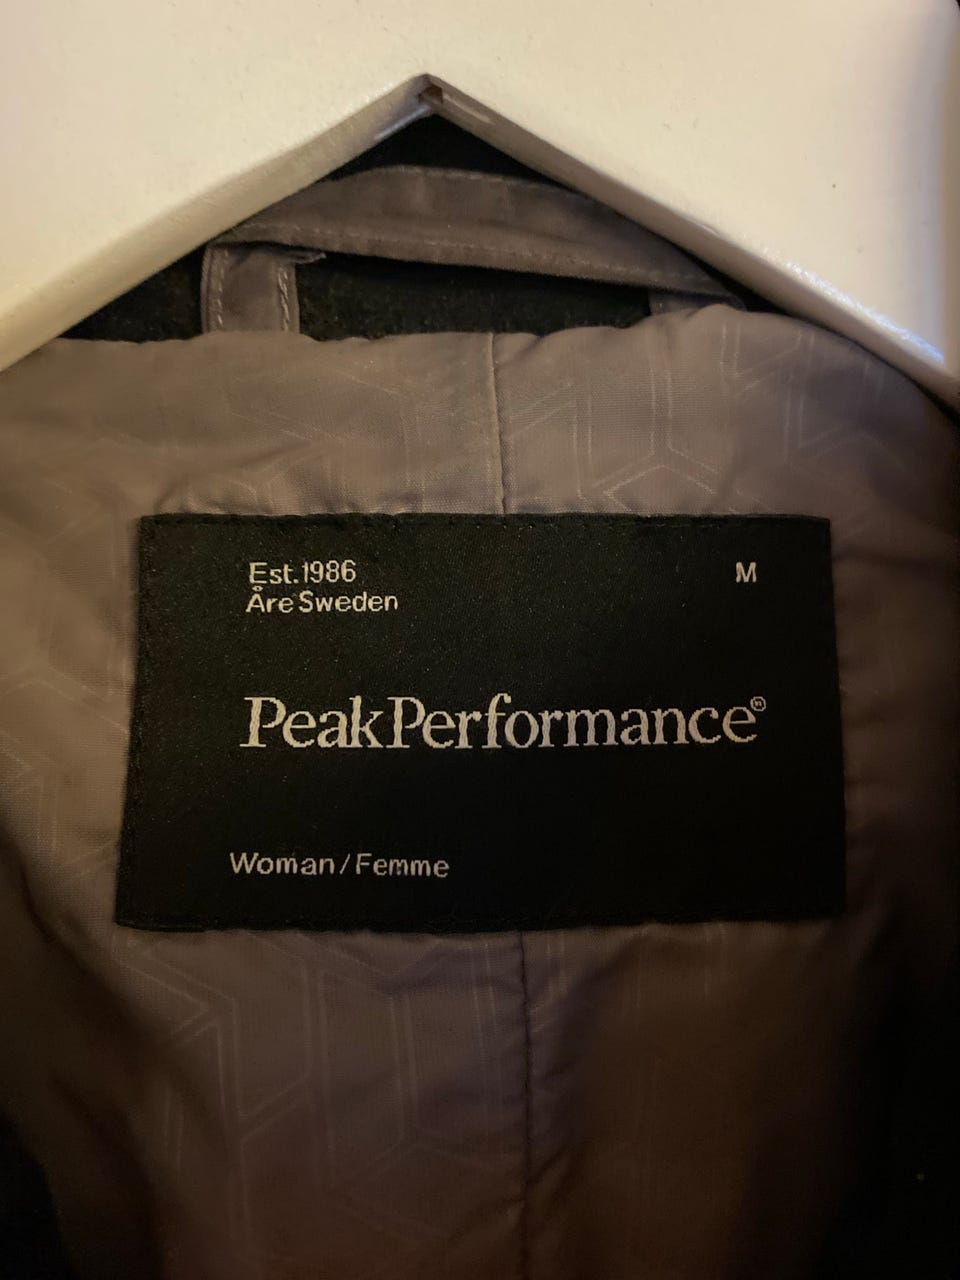 Est.1986
M
Åre Sweden
PeakPerformance®
Woman/Femme